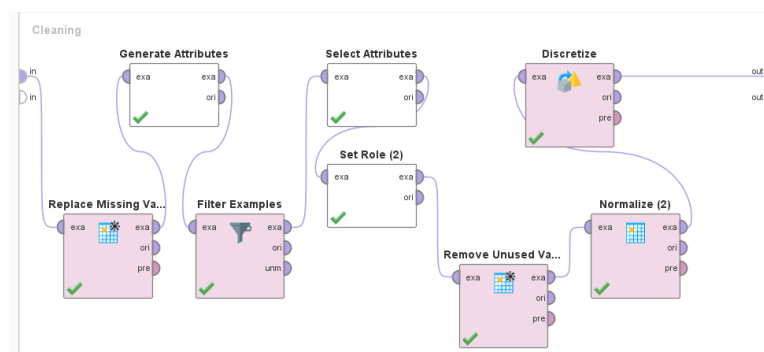 Cleaning
in
in
Replace Missing Va...
exa
exa
ori
pre
Generate Attributes
exa
exa
ori
Filter Examples
exa
exa
ori
unm
Select Attributes
exa
exa
ori
Set Role (2)
exa
exa
ori
Remove Unused Va...
exa
exa
ori
pre
Normalize (2)
exa
exa
ori
pre
Discretize
exa
exa
ori
pre
out
out